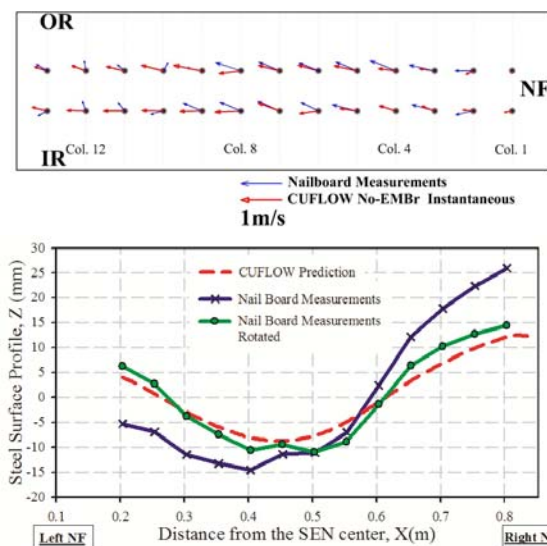 OR
NF
Col. 12
Col. 8
Col. 4
Col. 1
IR
Nailboard Measurements
CUFLOW No-EMBr Instantaneous
1m/s
Steel Surface Profile, Z (mm)
30
25
20
15
10
5
0
-5
-10
-15
-20
CUFLOW Prediction
Nail Board Measurements
Nail Board Measurements
Rotated
0.1
0.2
0.3
0.4
0.5
0.6
0.7
0.8
Left NF
Distance from the SEN center, X(m)
Right N